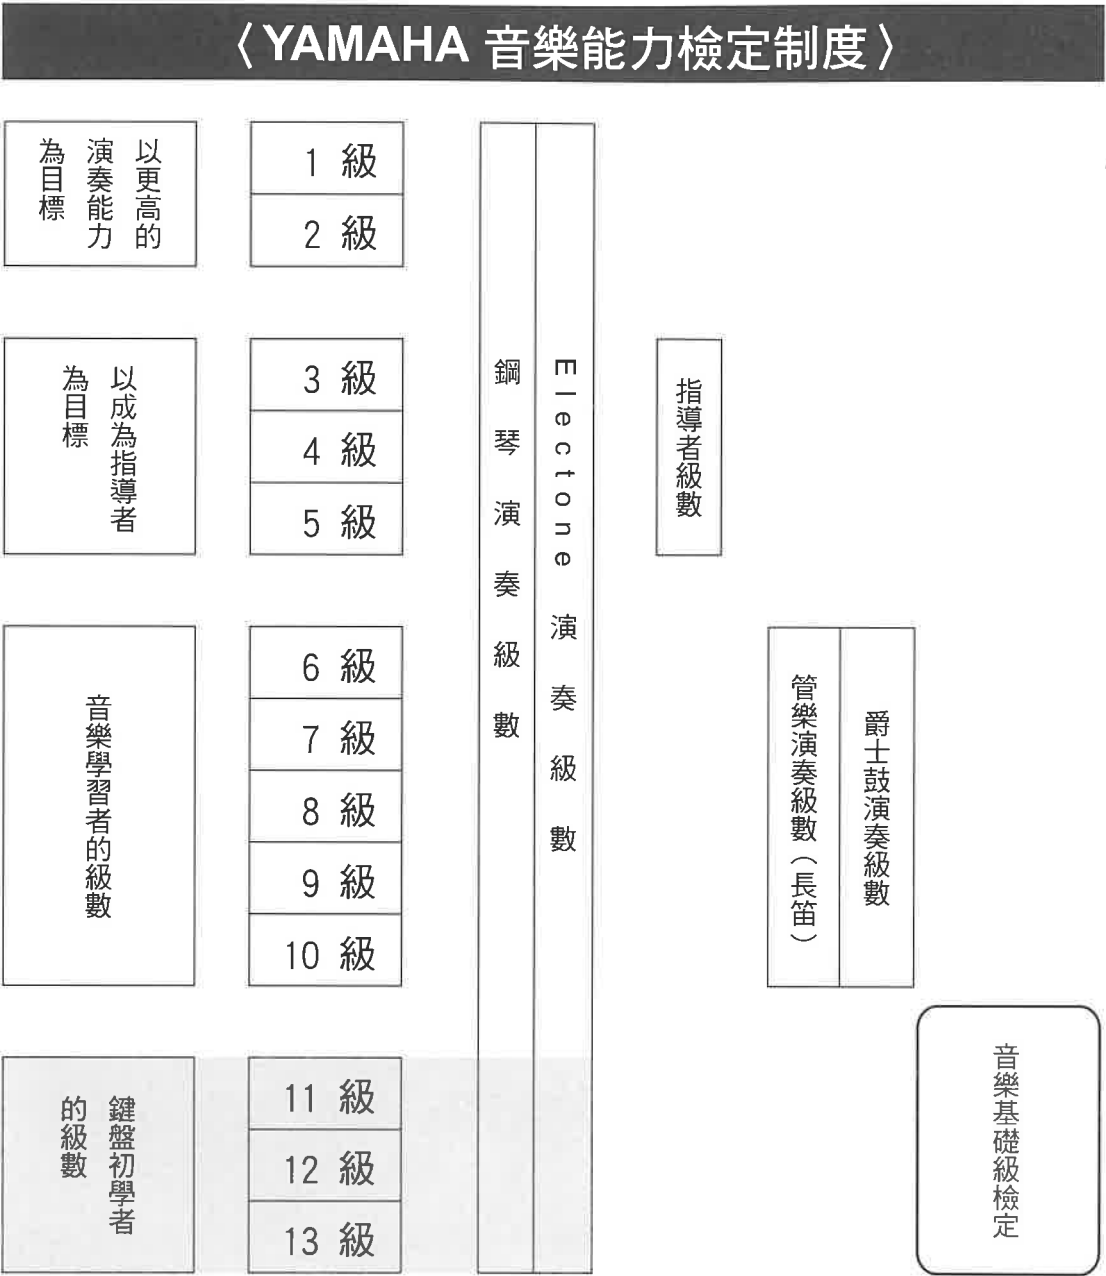 〈YAMAHA 音樂能力檢定制度〉
以更高的
演奏能力
為目標
1 級
2 級
以成為指導者
為目標
3 級
4 級
5 級
音樂學習者的級數
6 級
7 級
8 級
9 級
10 級
鍵盤初學者
的級數
11 級
12 級
13 級
鋼琴演奏級數
Electone 演奏級數
指導者級數
管樂演奏級數（長笛）
爵士鼓演奏級數
音樂基礎級檢定